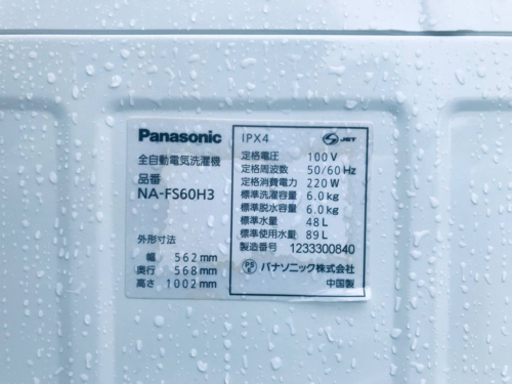 Panasonic
全自動電気洗濯機
品番
NA-FS60H3
外形寸法
幅 562mm
奥行 568mm
高さ 1002mm
IPX4 JET
定格電圧 100V
定格周波数 50/60Hz
定格消費電力 220W
標準洗濯容量 6.0kg
標準脱水容量 6.0kg
標準水量 48L
標準使用水量 89L
製造番号 1233300840
PSE パナソニック株式会社
中国製